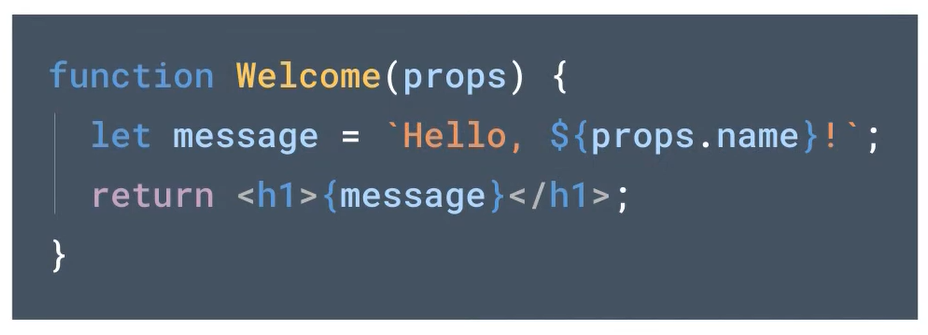 function Welcome(props) {
  let message = `Hello, ${props.name}!`;
  return <h1>{message}</h1>;
}